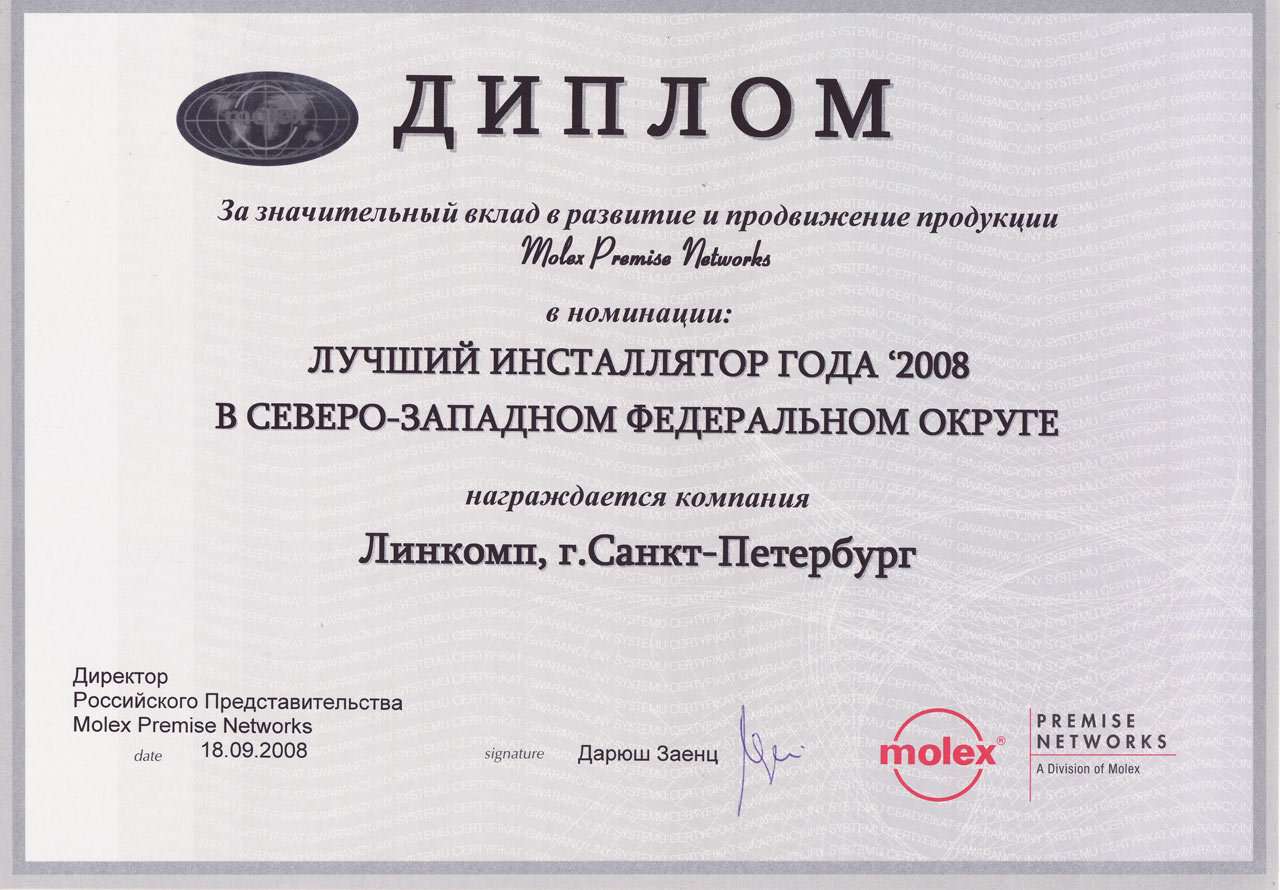 molex
ДИПЛОМ
За значительный вклад в развитие и продвижение продукции
Molex Premise Networks
в номинации:
ЛУЧШИЙ ИНСТАЛЛЯТОР ГОДА ‘2008
В СЕВЕРО-ЗАПАДНОМ ФЕДЕРАЛЬНОМ ОКРУГЕ
награждается компания
Линкомп, г.Санкт-Петербург
Директор
Российского Представительства
Molex Premise Networks
date 18.09.2008
signature Дарюш Заенц
molex®
PREMISE
NETWORKS
A Division of Molex